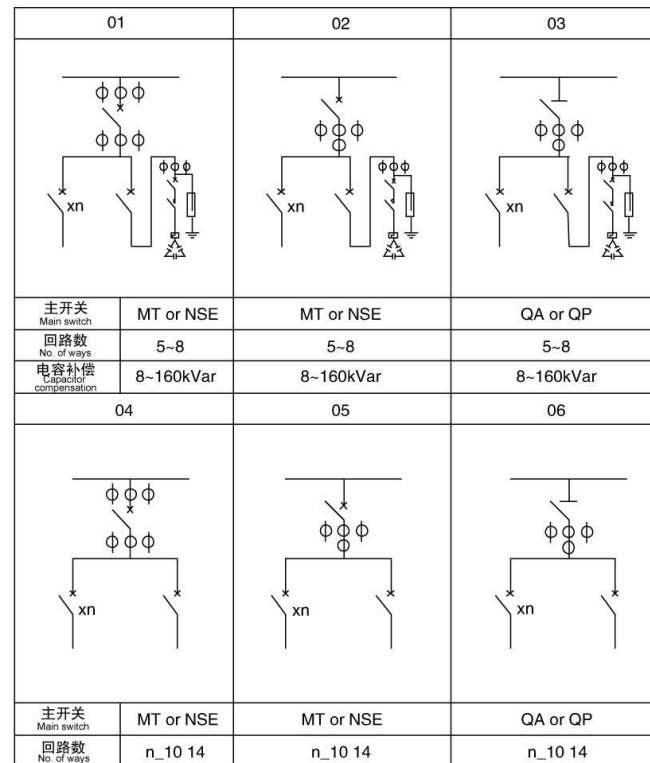 01 02 03
xn xn xn
主开关 MT or NSE MT or NSE QA or QP
Main switch
回路数 5~8 5~8 5~8
No. of ways
电容补偿 8~160kVar 8~160kVar 8~160kVar
Capacitor
compensation
04 05 06
xn xn xn
主开关 MT or NSE MT or NSE QA or QP
Main switch
回路数 n_10 14 n_10 14 n_10 14
No. of ways